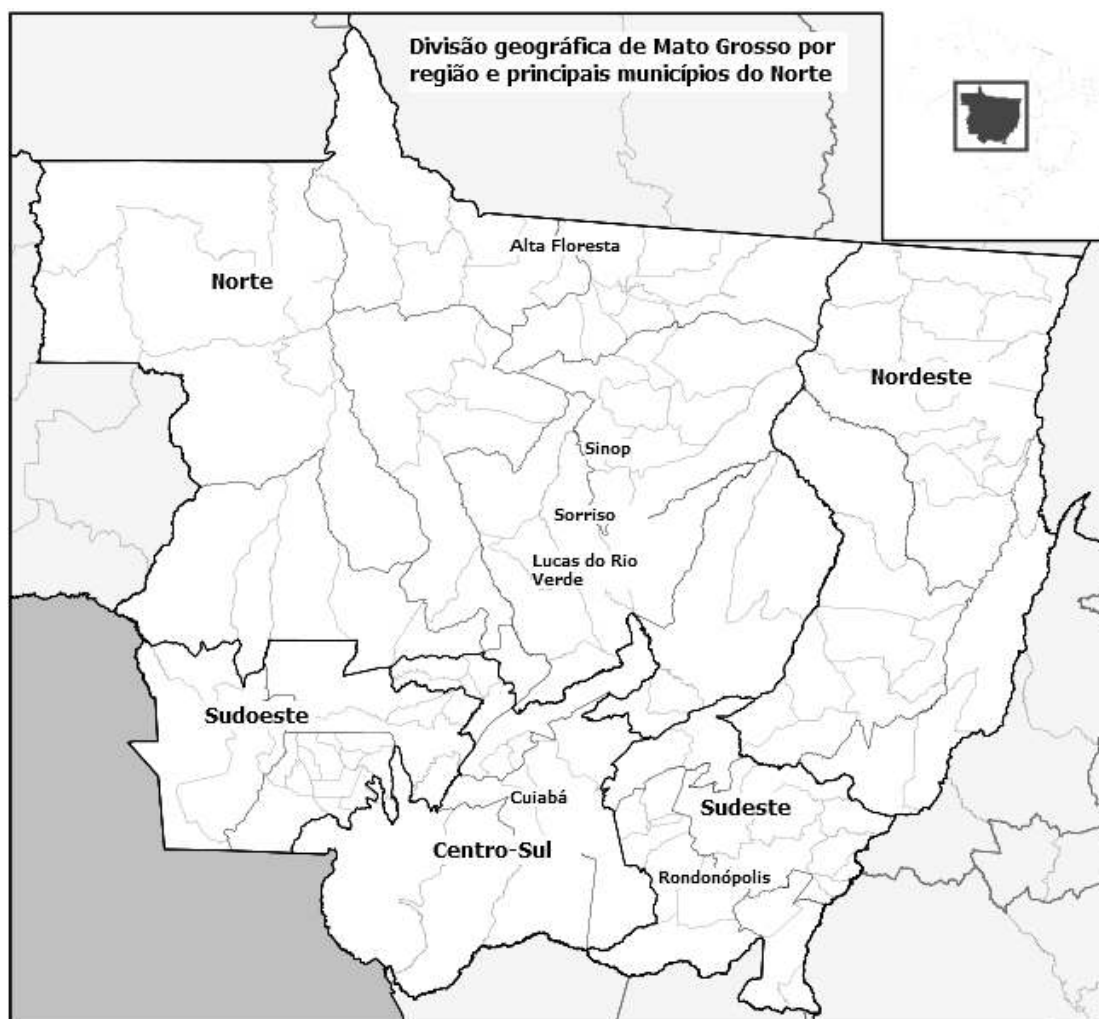 Divisão geográfica de Mato Grosso por
região e principais municípios do Norte
Alta Floresta
Norte
Nordeste
Sinop
Sorriso
Lucas do Rio
Verde
Sudoeste
Cuiabá
Sudeste
Centro-Sul
Rondonópolis